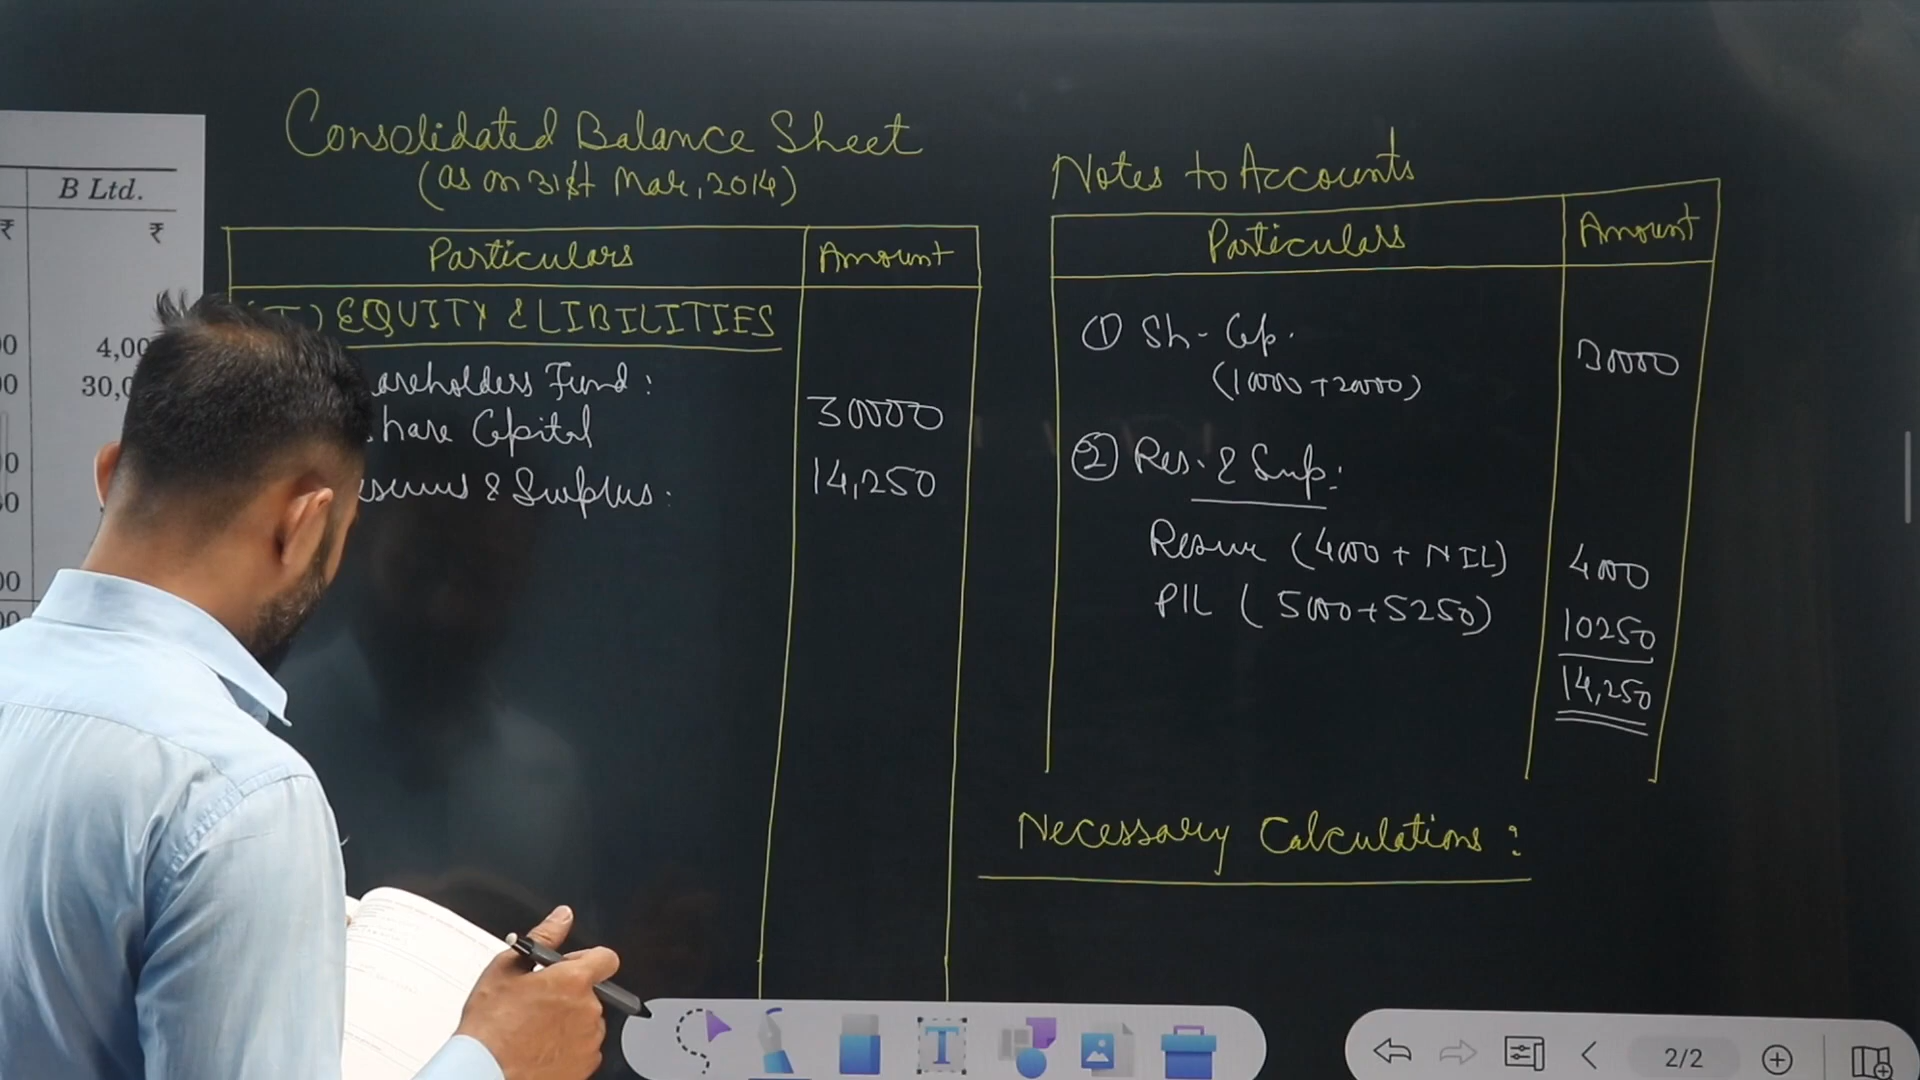 B Ltd.
₹
₹
4,00
30,0
Consolidated Balance Sheet
(as on 31st Mar, 2014)
Particulars Amount
(I) EQUITY & LIBILITIES
areholders Fund:
hare Capital 30000
& Surplus: 14,250
Notes to Accounts
Particulars Amount
① Sh-Cap. 30000
(10000 + 20000)
② Res. & Sup:
Reserve (4000 + NIL) 4000
P/L (5000 + 5250) 10250
14,250
Necessary Calculations:
T
2/2